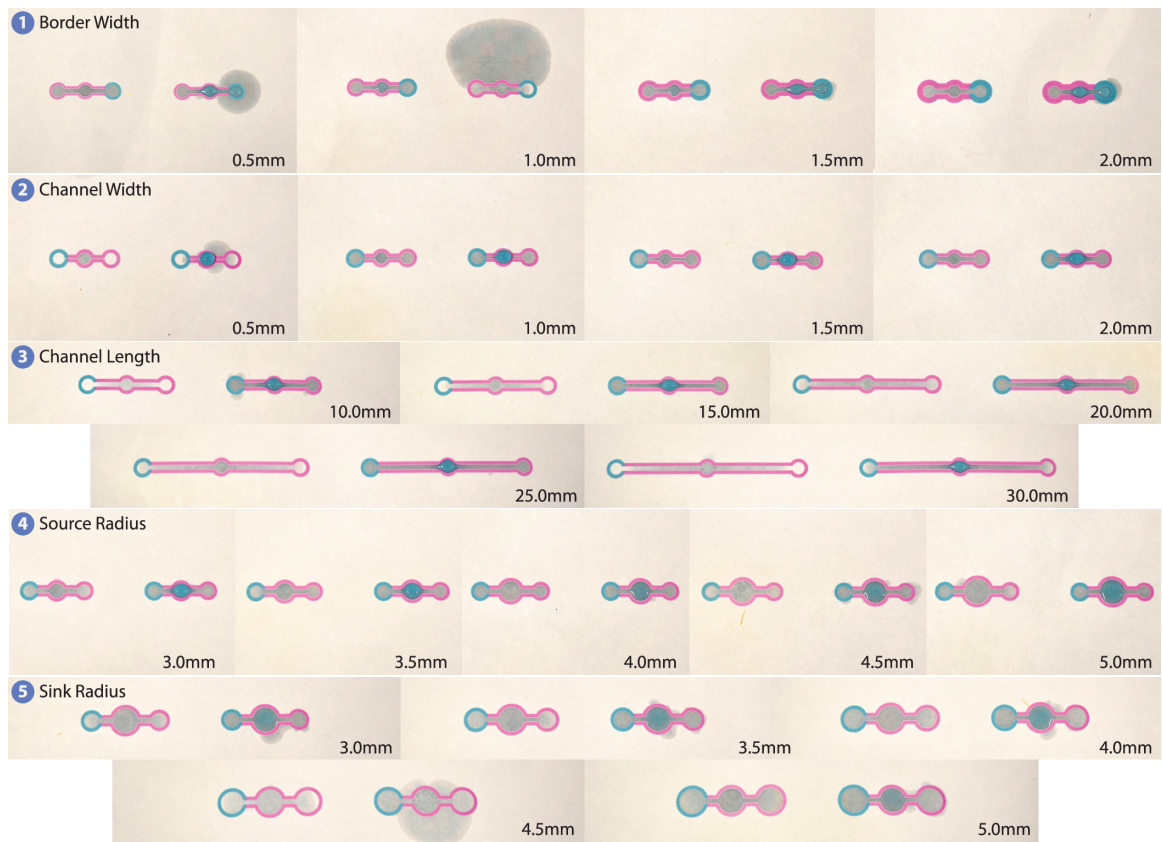 1 Border Width
0.5mm
1.0mm
1.5mm
2.0mm
2 Channel Width
0.5mm
1.0mm
1.5mm
2.0mm
3 Channel Length
10.0mm
15.0mm
20.0mm
25.0mm
30.0mm
4 Source Radius
3.0mm
3.5mm
4.0mm
4.5mm
5.0mm
5 Sink Radius
3.0mm
3.5mm
4.0mm
4.5mm
5.0mm